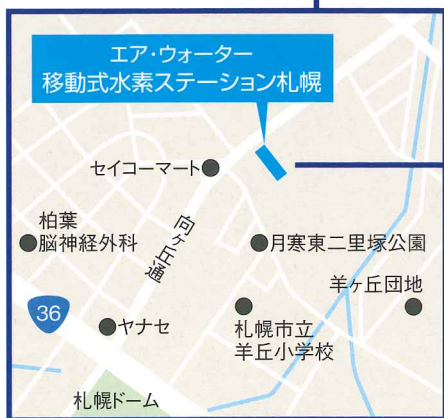 エア・ウォーター
移動式水素ステーション札幌
セイコーマート
向ヶ丘通
柏葉
脳神経外科
月寒東二里塚公園
羊ヶ丘団地
36
ヤナセ
札幌市立
羊丘小学校
札幌ドーム